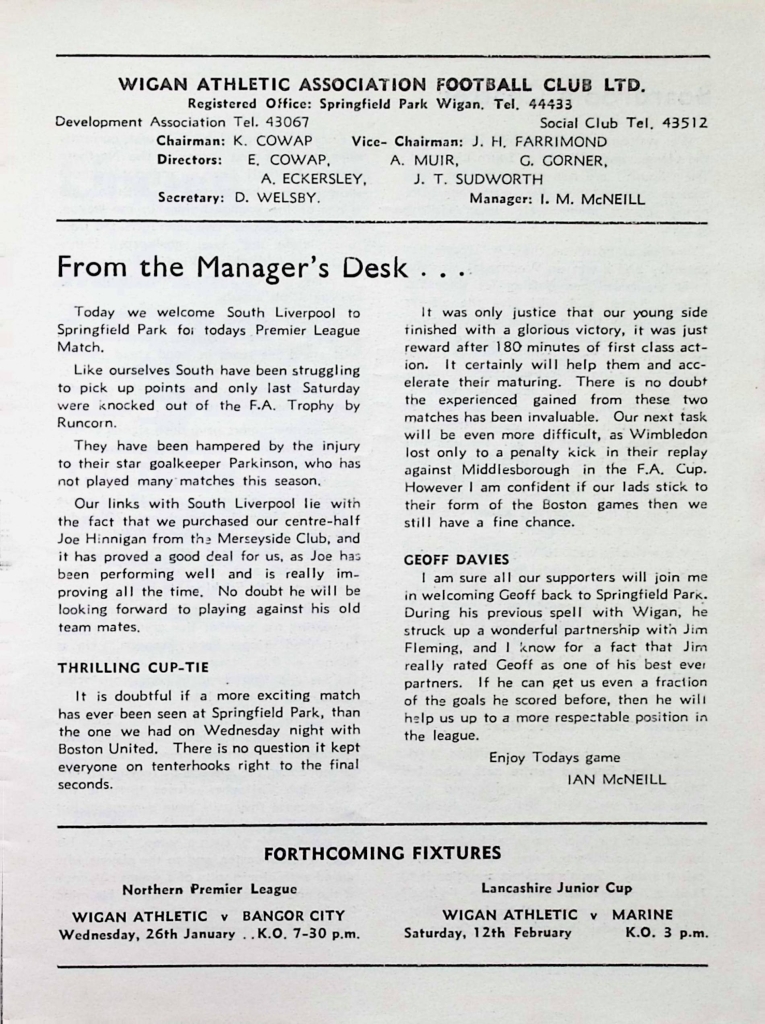 WIGAN ATHLETIC ASSOCIATION FOOTBALL CLUB LTD.
Registered Office: Springfield Park Wigan. Tel. 44433
Development Association Tel. 43067 Social Club Tel. 43512
Chairman: K. COWAP Vice- Chairman: J. H. FARRIMOND
Directors: E. COWAP, A. MUIR, G. GORNER,
A. ECKERSLEY, J. T. SUDWORTH
Secretary: D. WELSBY. Manager: I. M. McNEILL
From the Manager's Desk . . .
Today we welcome South Liverpool to
Springfield Park for todays Premier League
Match.
Like ourselves South have been struggling
to pick up points and only last Saturday
were knocked out of the F.A. Trophy by
Runcorn.
They have been hampered by the injury
to their star goalkeeper Parkinson, who has
not played many matches this season.
Our links with South Liverpool lie with
the fact that we purchased our centre-half
Joe Hinnigan from the Merseyside Club, and
it has proved a good deal for us, as Joe has
been performing well and is really im-
proving all the time. No doubt he will be
looking forward to playing against his old
team mates.
THRILLING CUP-TIE
It is doubtful if a more exciting match
has ever been seen at Springfield Park, than
the one we had on Wednesday night with
Boston United. There is no question it kept
everyone on tenterhooks right to the final
seconds.
It was only justice that our young side
finished with a glorious victory, it was just
reward after 180 minutes of first class act-
ion. It certainly will help them and acc-
elerate their maturing. There is no doubt
the experienced gained from these two
matches has been invaluable. Our next task
will be even more difficult, as Wimbledon
lost only to a penalty kick in their replay
against Middlesborough in the F.A. Cup.
However I am confident if our lads stick to
their form of the Boston games then we
still have a fine chance.
GEOFF DAVIES
I am sure all our supporters will join me
in welcoming Geoff back to Springfield Park.
During his previous spell with Wigan, he
struck up a wonderful partnership with Jim
Fleming, and I know for a fact that Jim
really rated Geoff as one of his best ever
partners. If he can get us even a fraction
of the goals he scored before, then he will
help us up to a more respectable position in
the league.
Enjoy Todays game
IAN McNEILL
FORTHCOMING FIXTURES
Northern Premier League
WIGAN ATHLETIC v BANGOR CITY
Wednesday, 26th January . . K.O. 7-30 p.m.
Lancashire Junior Cup
WIGAN ATHLETIC v MARINE
Saturday, 12th February K.O. 3 p.m.